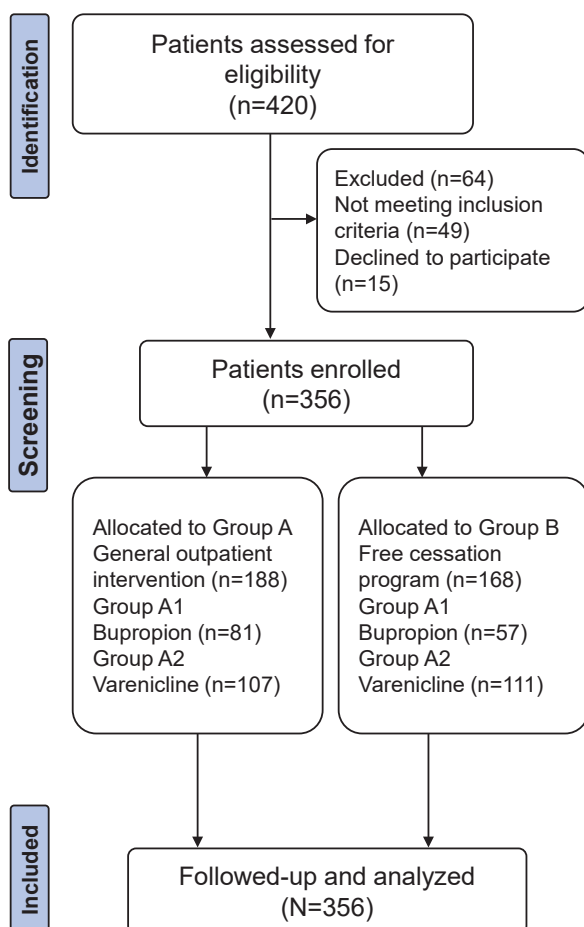 Identification
Patients assessed for
eligibility
(n=420)
Excluded (n=64)
Not meeting inclusion
criteria (n=49)
Declined to participate
(n=15)
Screening
Patients enrolled
(n=356)
Allocated to Group A
General outpatient
intervention (n=188)
Group A1
Bupropion (n=81)
Group A2
Varenicline (n=107)
Allocated to Group B
Free cessation
program (n=168)
Group A1
Bupropion (n=57)
Group A2
Varenicline (n=111)
Included
Followed-up and analyzed
(N=356)